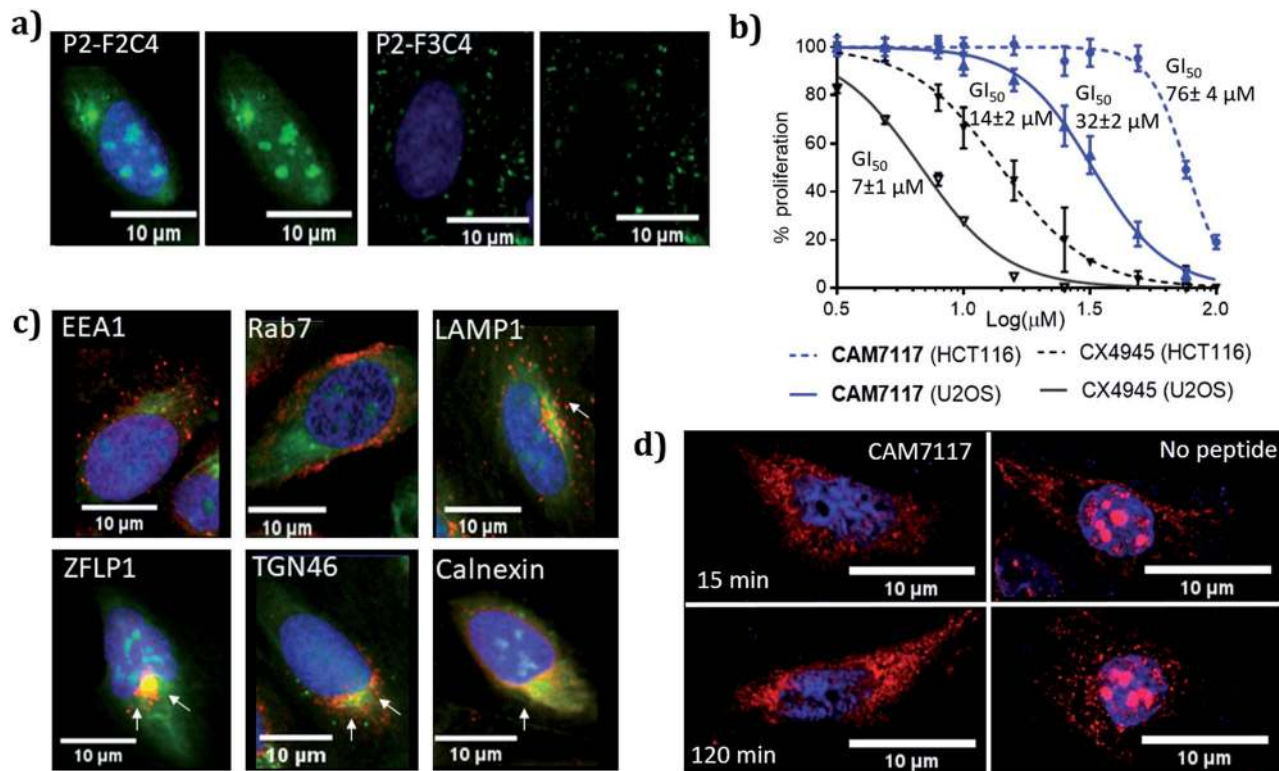 a)
P2-F2C4
P2-F3C4
10 µm
10 µm
10 µm
10 µm
b)
% proliferation
100
80
60
40
20
0
0.5
1.0
1.5
2.0
Log(µM)
GI₅₀
7±1 µM
GI₅₀
14±2 µM
GI₅₀
32±2 µM
GI₅₀
76± 4 µM
CAM7117 (HCT116)
CX4945 (HCT116)
CAM7117 (U2OS)
CX4945 (U2OS)
c)
EEA1
Rab7
LAMP1
10 µm
10 µm
10 µm
ZFLP1
TGN46
Calnexin
10 µm
10 µm
10 µm
d)
CAM7117
No peptide
15 min
10 µm
10 µm
120 min
10 µm
10 µm